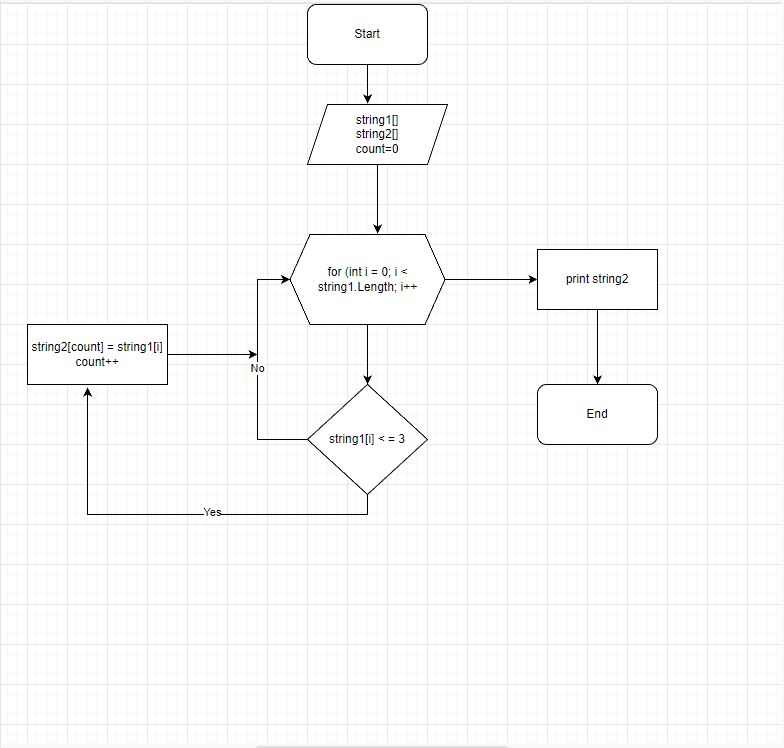 Start
string1[]
string2[]
count=0
for (int i = 0; i <
string1.Length; i++
print string2
string2[count] = string1[i]
count++
No
End
string1[i] < = 3
Yes